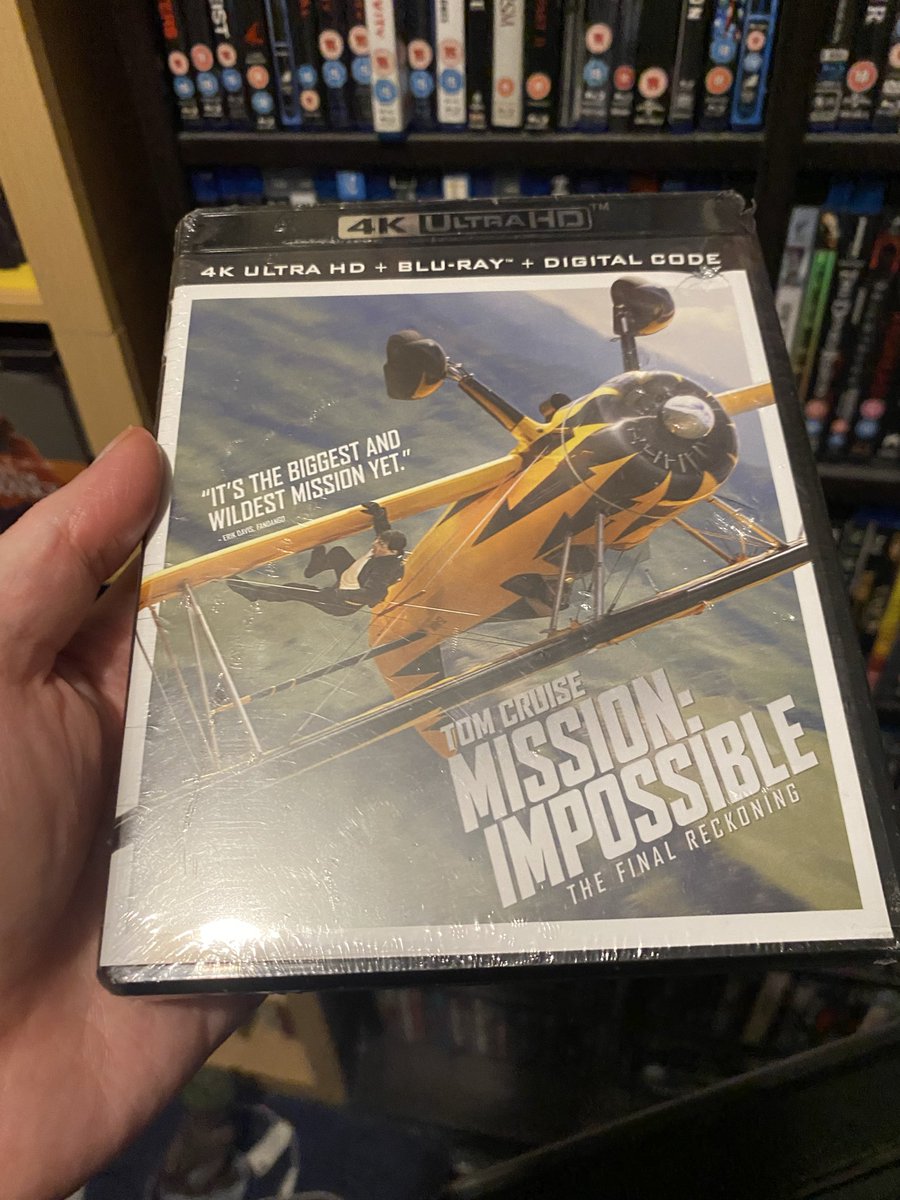 4K ULTRA HD™
4K ULTRA HD + BLU-RAY™ + DIGITAL CODE
“IT'S THE BIGGEST AND
WILDEST MISSION YET.”
- ERIK DAVIS, FANDANGO
TOM CRUISE
MISSION:
IMPOSSIBLE
THE FINAL RECKONING